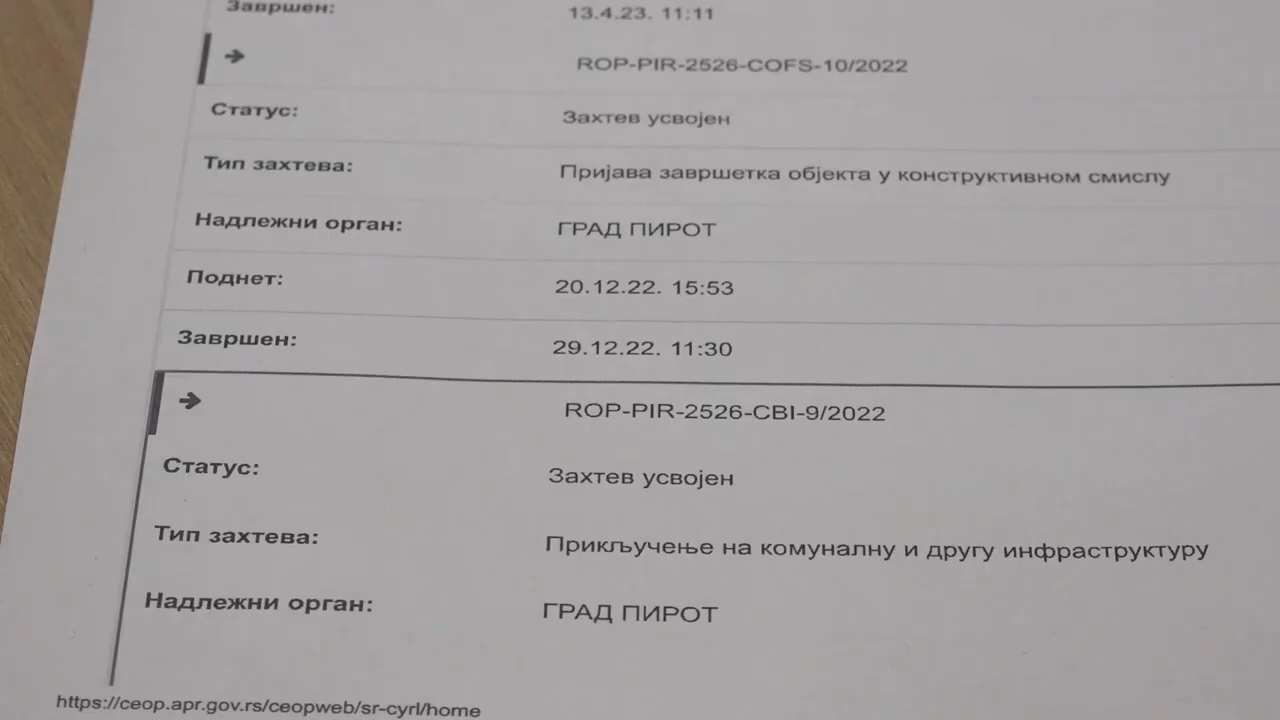 Завршен: 13.4.23. 11:11
→ ROP-PIR-2526-COFS-10/2022
Статус: Захтев усвојен
Тип захтева: Пријава завршетка објекта у конструктивном смислу
Надлежни орган: ГРАД ПИРОТ
Поднет: 20.12.22. 15:53
Завршен: 29.12.22. 11:30
→ ROP-PIR-2526-CBI-9/2022
Статус: Захтев усвојен
Тип захтева: Прикључење на комуналну и другу инфраструктуру
Надлежни орган: ГРАД ПИРОТ
https://ceop.apr.gov.rs/ceopweb/sr-cyrl/home